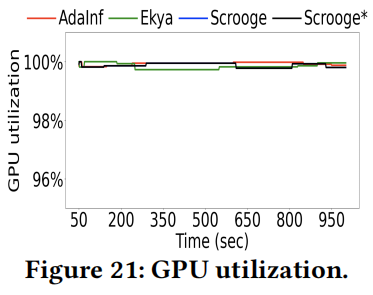 AdaInf Ekya Scrooge Scrooge*
GPU utilization
100%
98%
96%
50 200 350 500 650 800 950
Time (sec)
Figure 21: GPU utilization.